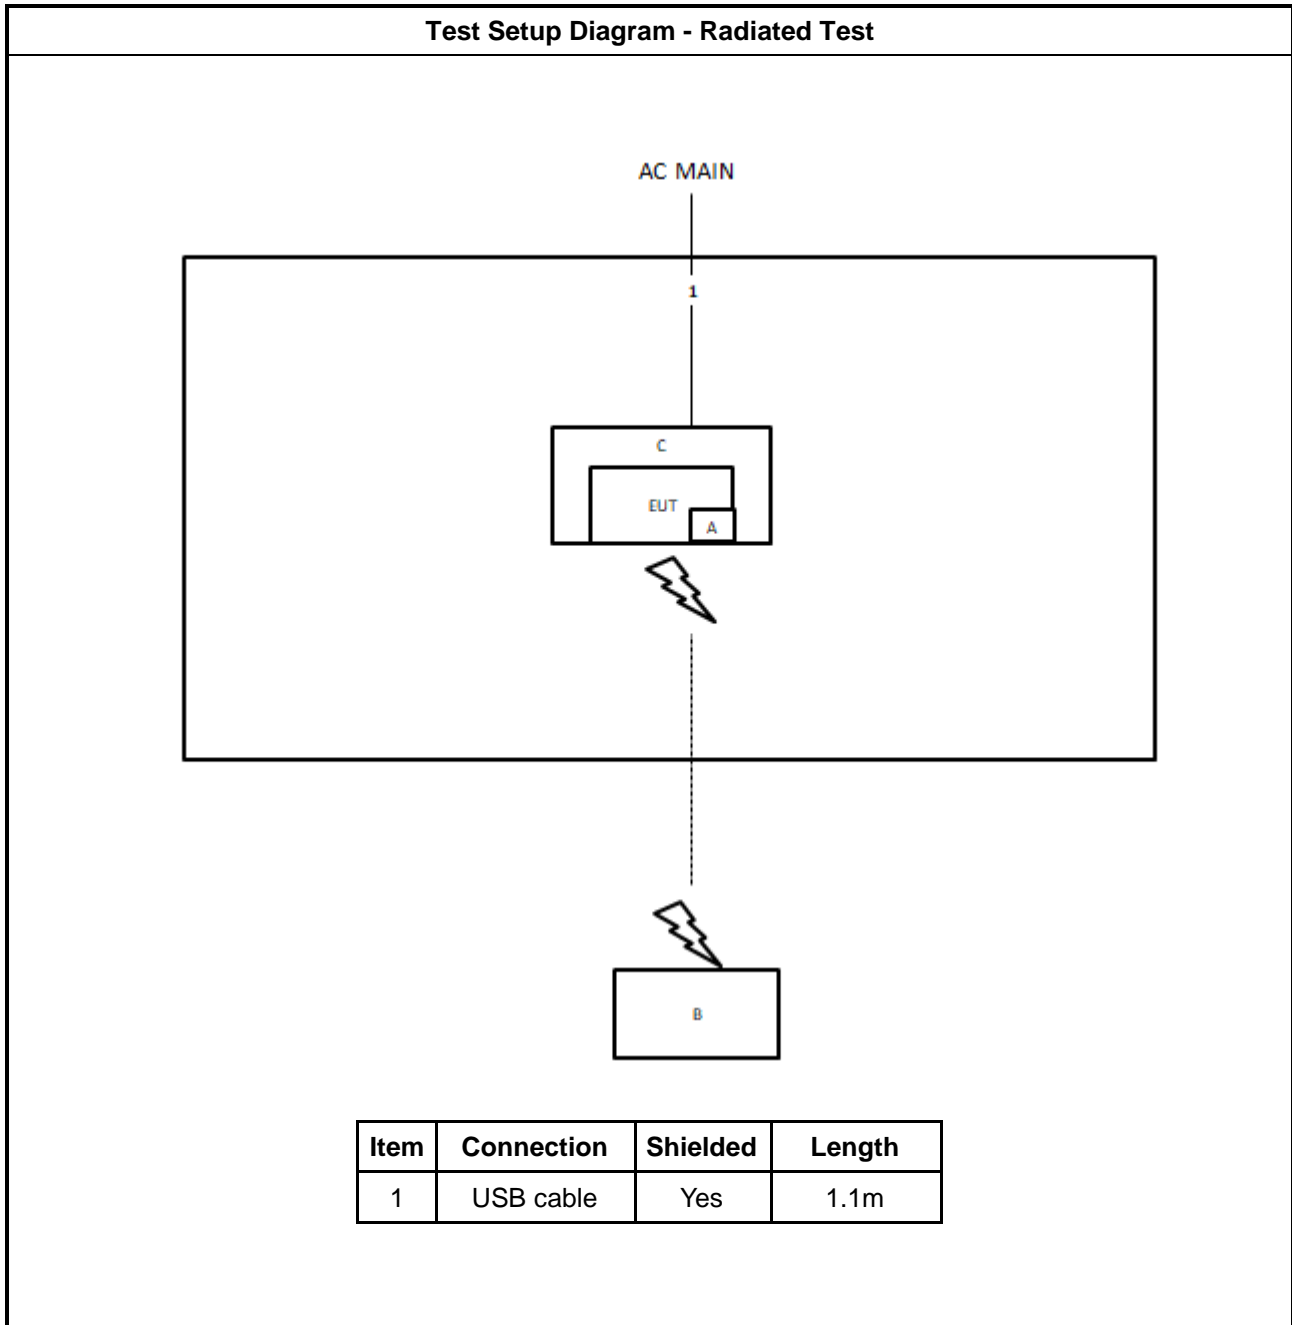 Test Setup Diagram - Radiated Test
AC MAIN
1
C
EUT
A
B
Item Connection Shielded Length
1 USB cable Yes 1.1m